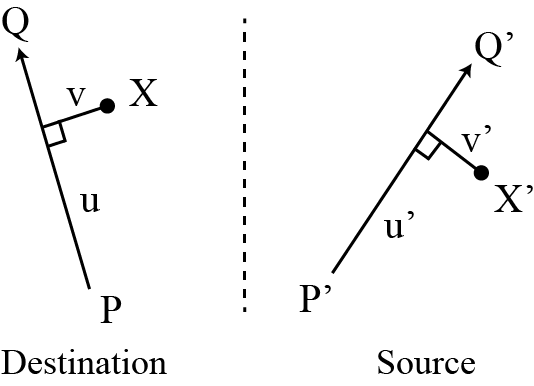 Q
v
X
u
P
Destination
Q’
v’
X’
u’
P’
Source